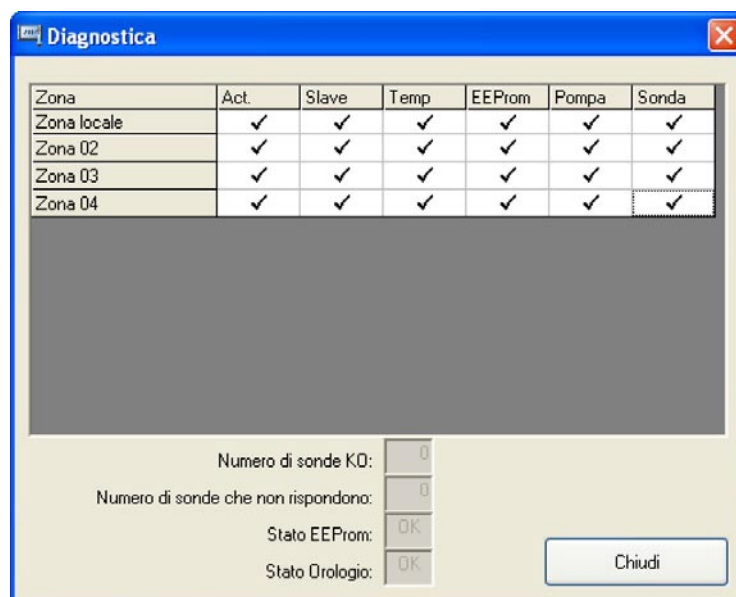 Diagnostica
Zona Act. Slave Temp EEProm Pompa Sonda
Zona locale ✓ ✓ ✓ ✓ ✓ ✓
Zona 02 ✓ ✓ ✓ ✓ ✓ ✓
Zona 03 ✓ ✓ ✓ ✓ ✓ ✓
Zona 04 ✓ ✓ ✓ ✓ ✓ ✓
Numero di sonde KO: 0
Numero di sonde che non rispondono: 0
Stato EEProm: OK
Stato Orologio: OK
Chiudi